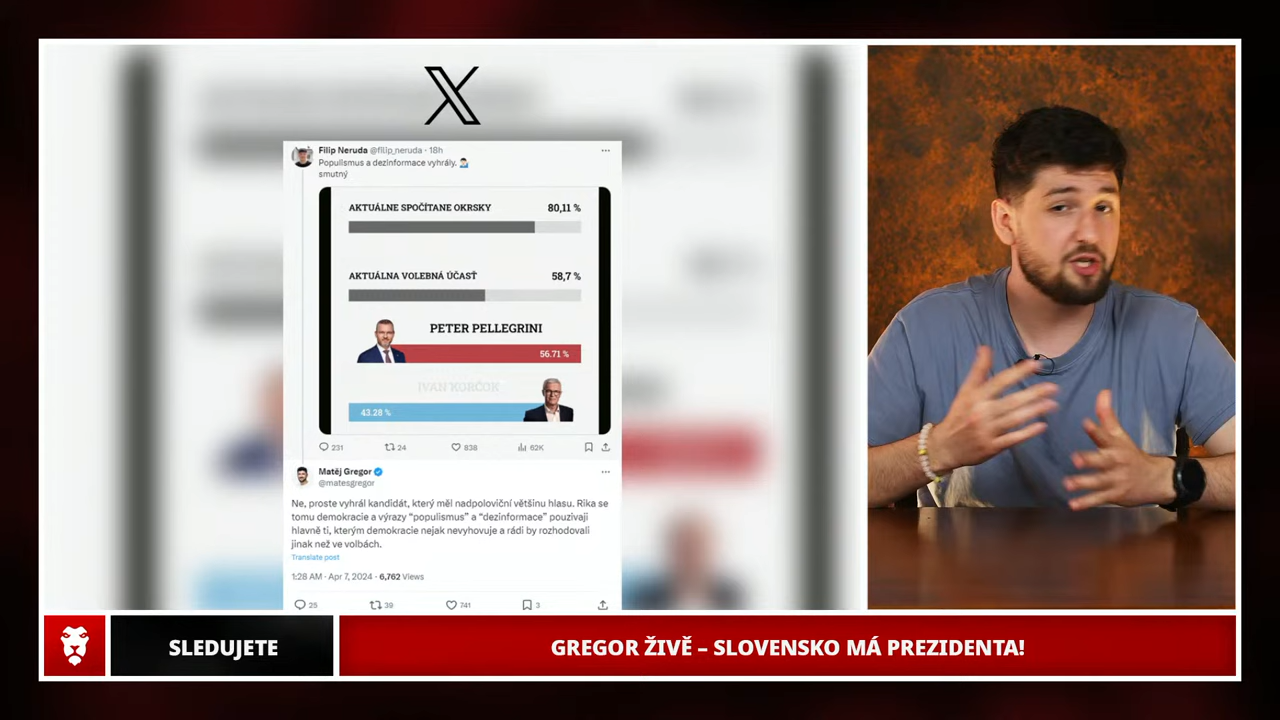 Filip Neruda @filip_neruda · 18h
Populismus a dezinformace vyhrály. 🤷🏻‍♂️
smutný
AKTUÁLNE SPOČÍTANE OKRSKY 80,11 %
AKTUÁLNA VOLEBNÁ ÚČASŤ 58,7 %
PETER PELLEGRINI
56.71 %
IVAN KORČOK
43.28 %
231 24 838 62K
Matěj Gregor
@matesgregor
Ne, proste vyhrál kandidát, který měl nadpoloviční většinu hlasu. Rika se
tomu demokracie a výrazy “populismus” a “dezinformace” pouzivají
hlavně ti, kterým demokracie nejak nevyhovuje a rádi by rozhodovali
jinak než ve volbách.
Translate post
1:28 AM · Apr 7, 2024 · 6,762 Views
25 39 741 3
SLEDUJETE
GREGOR ŽIVĚ – SLOVENSKO MÁ PREZIDENTA!